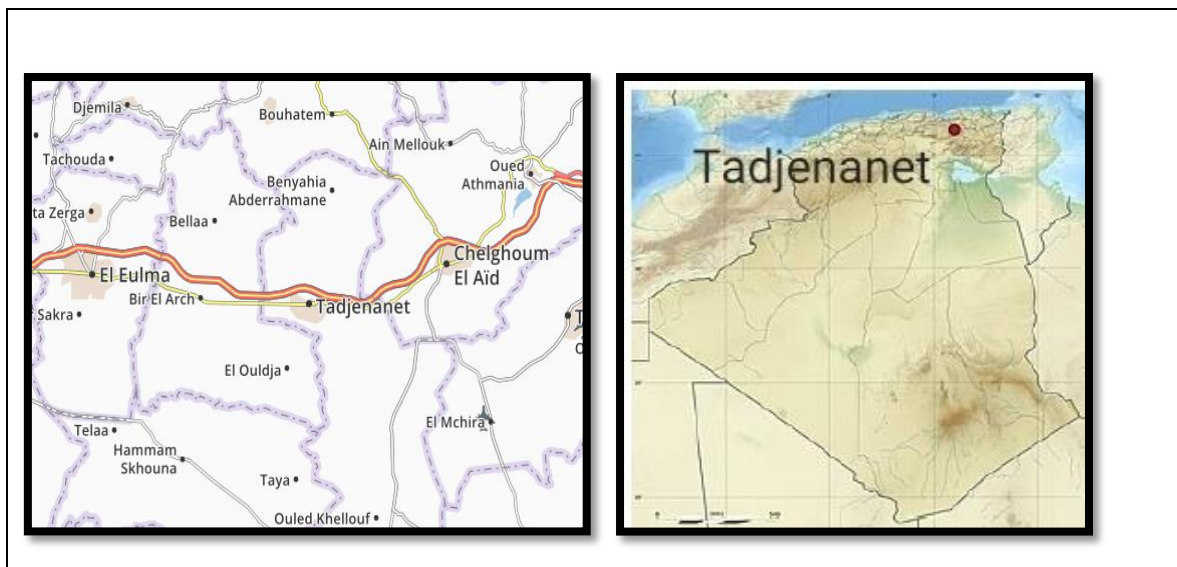 Djemila
Bouhatem
Ain Mellouk
Tachouda
Oued
Athmania
Benyahia
Abderrahmane
ta Zerga
Bellaa
Chelghoum
El Aïd
El Eulma
Bir El Arch
Tadjenanet
Sakra
El Ouldja
El Mchira
Telaa
Hammam
Skhouna
Taya
Ouled Khellouf
Tadjenanet